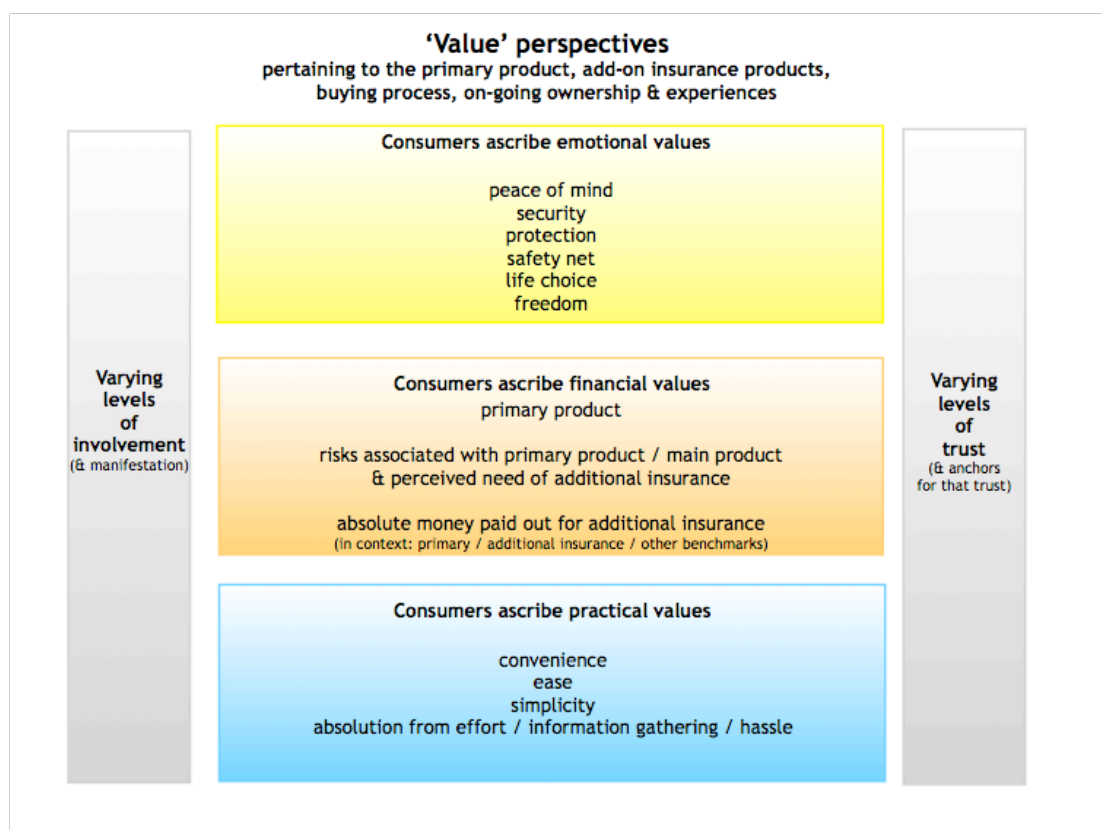 ‘Value’ perspectives
pertaining to the primary product, add-on insurance products,
buying process, on-going ownership & experiences
Varying
levels
of
involvement
(& manifestation)
Consumers ascribe emotional values
peace of mind
security
protection
safety net
life choice
freedom
Consumers ascribe financial values
primary product
risks associated with primary product / main product
& perceived need of additional insurance
absolute money paid out for additional insurance
(in context: primary / additional insurance / other benchmarks)
Consumers ascribe practical values
convenience
ease
simplicity
absolution from effort / information gathering / hassle
Varying
levels
of
trust
(& anchors
for that trust)